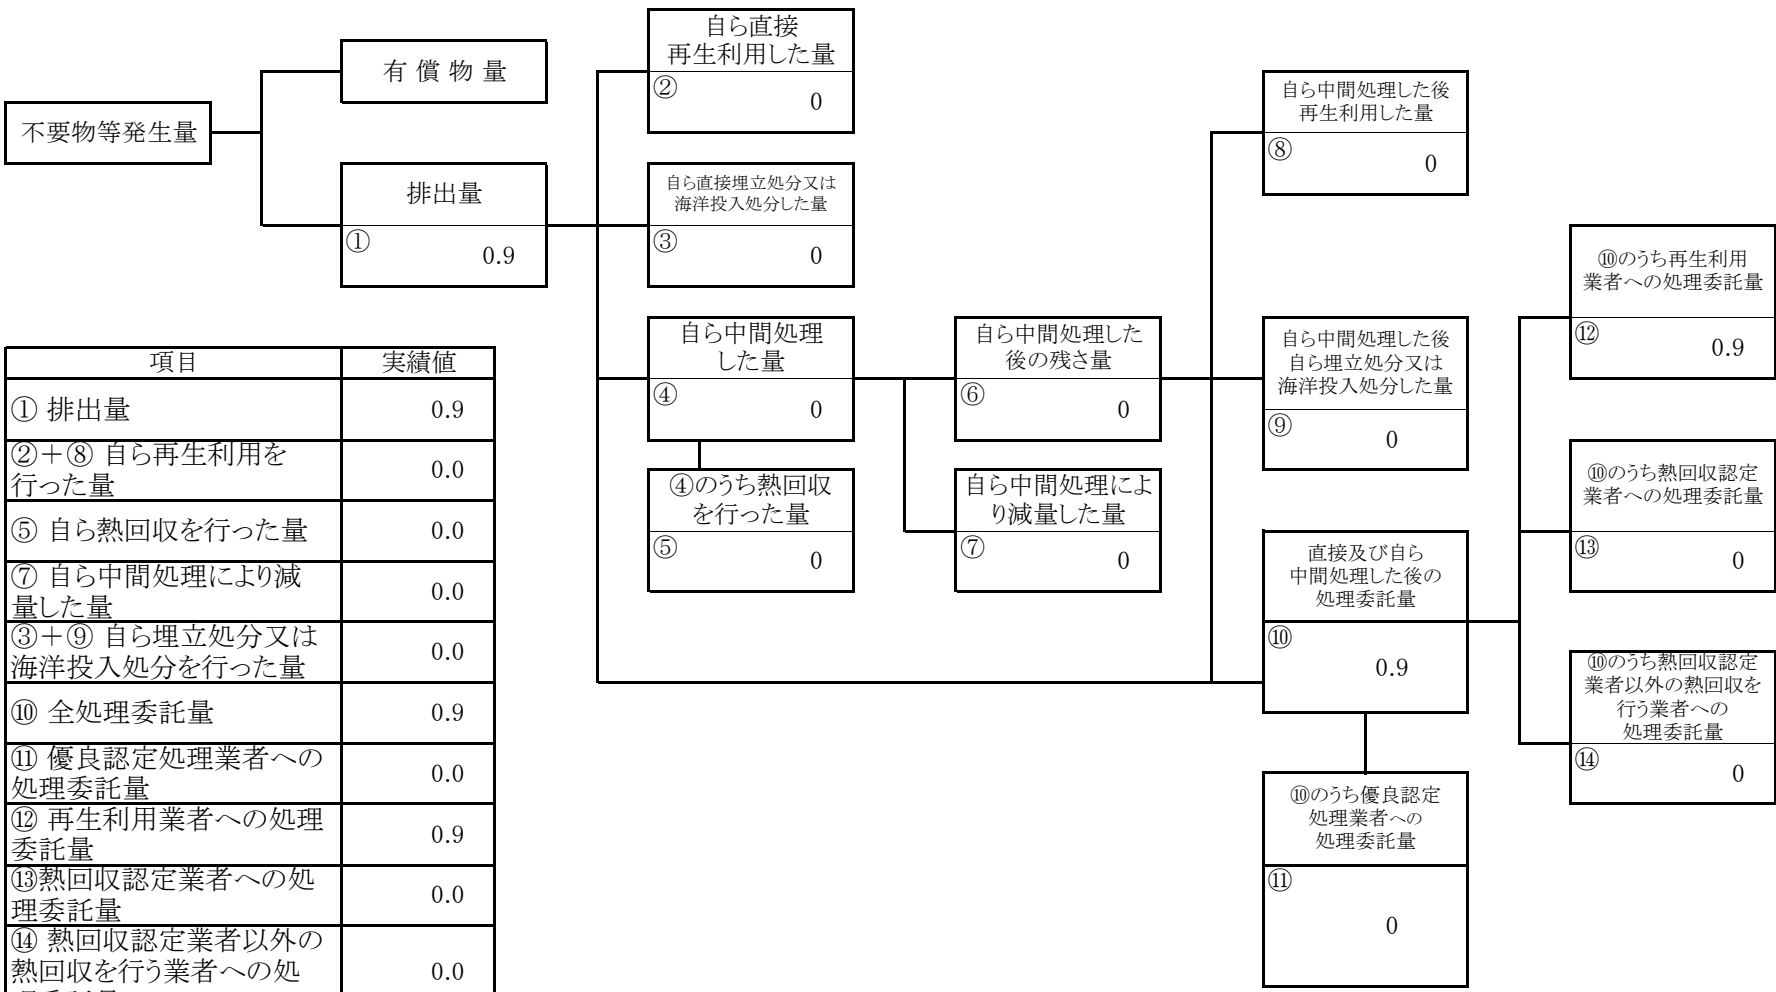 不要物等発生量
有 償 物 量
排出量
①
0.9
自ら直接
再生利用した量
②
0
自ら直接埋立処分又は
海洋投入処分した量
③
0
自ら中間処理
した量
④
0
④のうち熱回収
を行った量
⑤
0
自ら中間処理した
後の残さ量
⑥
0
自ら中間処理によ
り減量した量
⑦
0
自ら中間処理した後
再生利用した量
⑧
0
自ら中間処理した後
自ら埋立処分又は
海洋投入処分した量
⑨
0
直接及び自ら
中間処理した後の
処理委託量
⑩
0.9
⑩のうち優良認定
処理業者への
処理委託量
⑪
0
⑩のうち再生利用
業者への処理委託量
⑫
0.9
⑩のうち熱回収認定
業者への処理委託量
⑬
0
⑩のうち熱回収認定
業者以外の熱回収を
行う業者への
処理委託量
⑭
0
項目 実績値
① 排出量 0.9
②＋⑧ 自ら再生利用を
行った量 0.0
⑤ 自ら熱回収を行った量 0.0
⑦ 自ら中間処理により減
量した量 0.0
③＋⑨ 自ら埋立処分又は
海洋投入処分を行った量 0.0
⑩ 全処理委託量 0.9
⑪ 優良認定処理業者への
処理委託量 0.0
⑫ 再生利用業者への処理
委託量 0.9
⑬熱回収認定業者への処
理委託量 0.0
⑭ 熱回収認定業者以外の
熱回収を行う業者への処 0.0